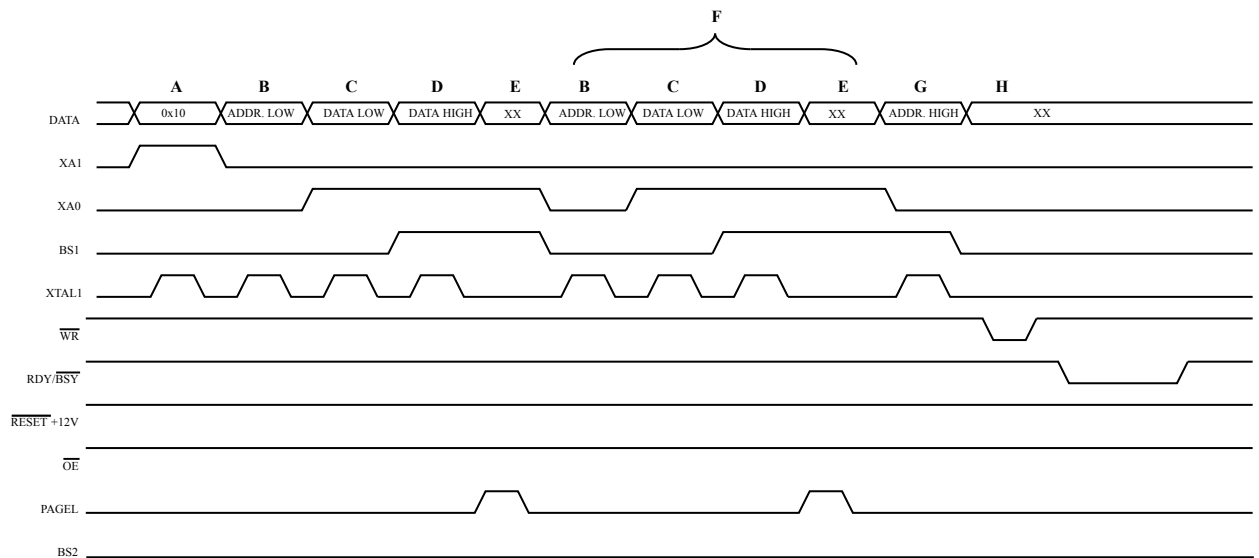 F
A B C D E B C D E G H
DATA 0x10 ADDR. LOW DATA LOW DATA HIGH XX ADDR. LOW DATA LOW DATA HIGH XX ADDR. HIGH XX
XA1
XA0
BS1
XTAL1
WR
RDY/BSY
RESET +12V
OE
PAGEL
BS2